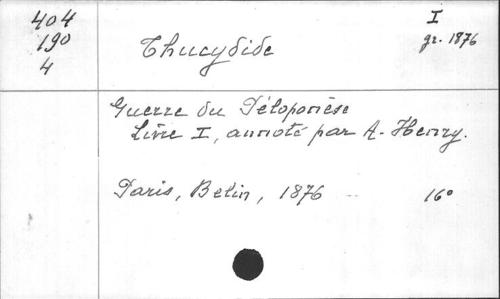 404
190
4
Thucydide
I
gr. 1876
Guerre du Péloponèse
Livre I, annoté par A. Henry.
Paris, Belin, 1876
16°